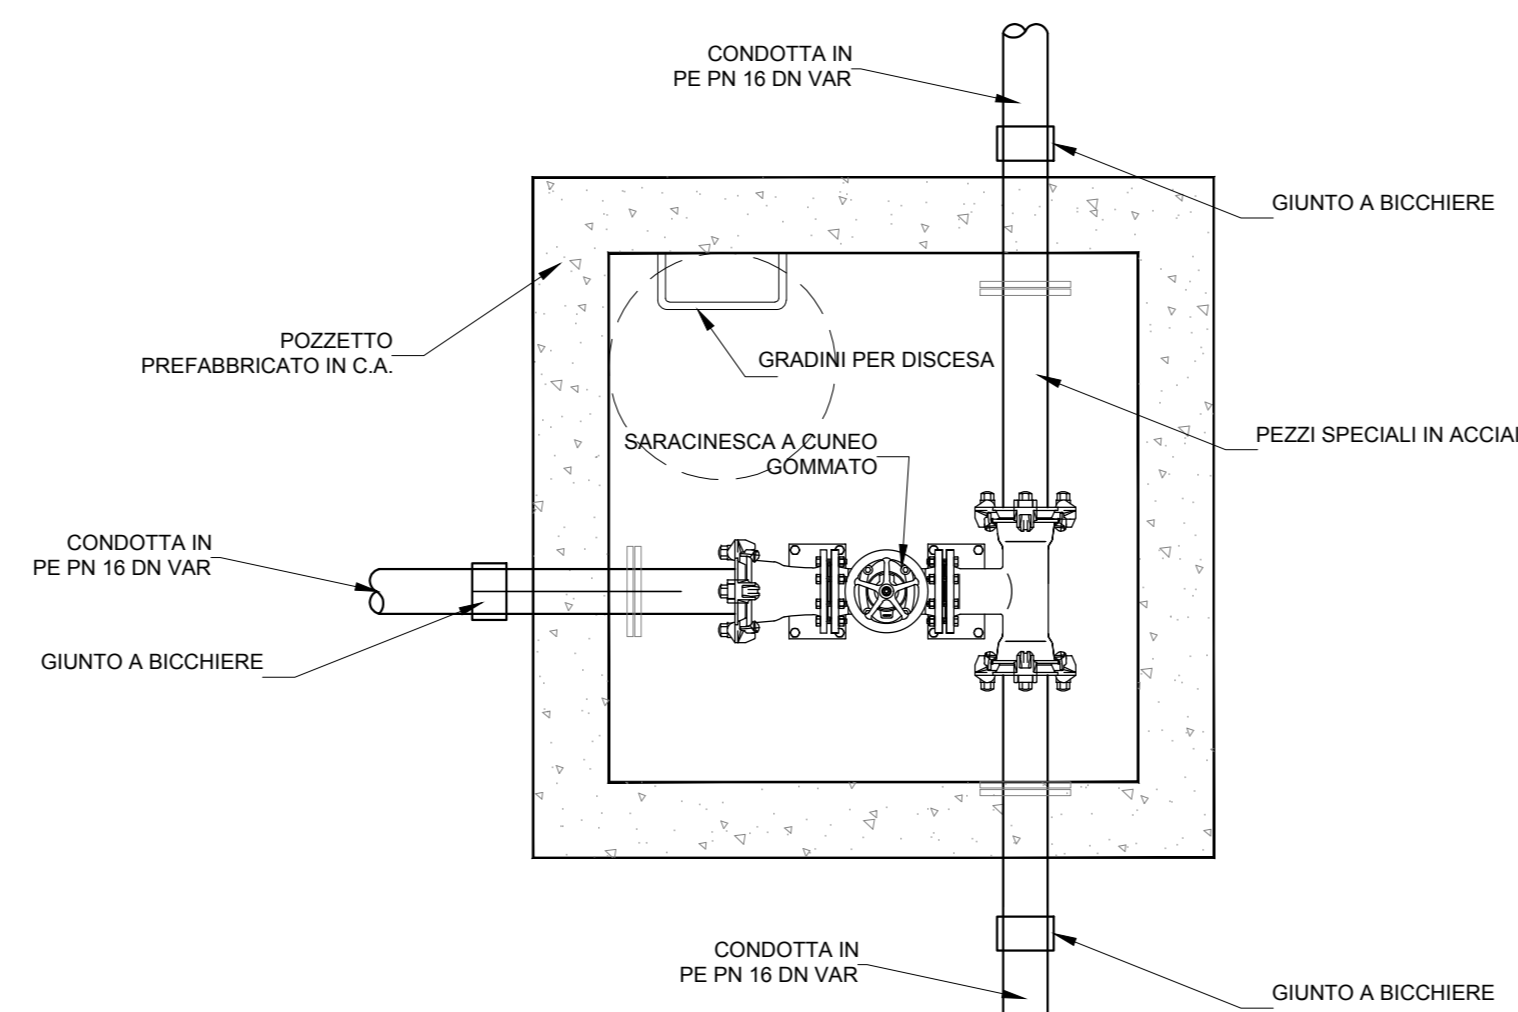 CONDOTTA IN
PE PN 16 DN VAR
GIUNTO A BICCHIERE
POZZETTO
PREFABBRICATO IN C.A.
GRADINI PER DISCESA
SARACINESCA A CUNEO
GOMMATO
PEZZI SPECIALI IN ACCIAI
CONDOTTA IN
PE PN 16 DN VAR
GIUNTO A BICCHIERE
CONDOTTA IN
PE PN 16 DN VAR
GIUNTO A BICCHIERE